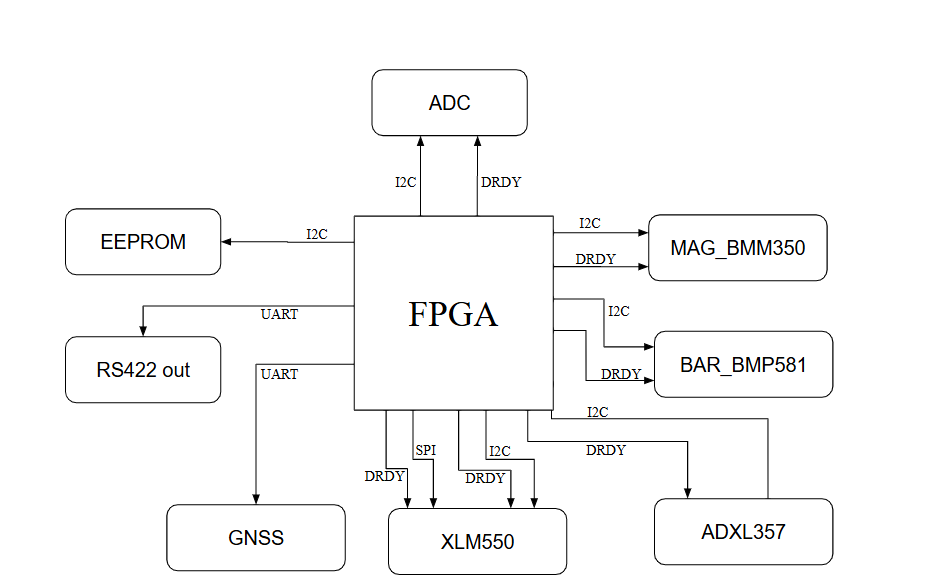 ADC
I2C
DRDY
EEPROM
I2C
I2C
MAG_BMM350
DRDY
FPGA
UART
I2C
RS422 out
UART
BAR_BMP581
DRDY
I2C
SPI
I2C
DRDY
DRDY
DRDY
GNSS
XLM550
ADXL357